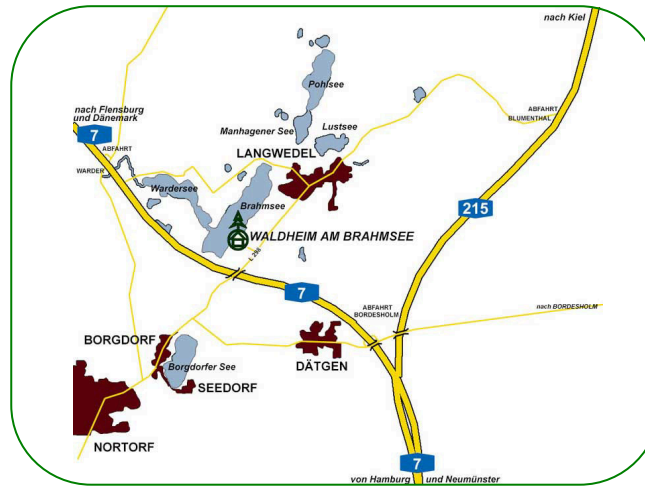 nach Kiel
Pohlsee
nach Flensburg
und Dänemark
7
Manhagener See
Lustsee
ABFAHRT
BLUMENTHAL
ABFAHRT
WARDER
LANGWEDEL
Wardersee
Brahmsee
215
WALDHEIM AM BRAHMSEE
L 298
7
ABFAHRT
BORDESHOLM
nach BORDESHOLM
BORGDORF
Borgdorfer See
DÄTGEN
SEEDORF
NORTORF
7
von Hamburg und Neumünster